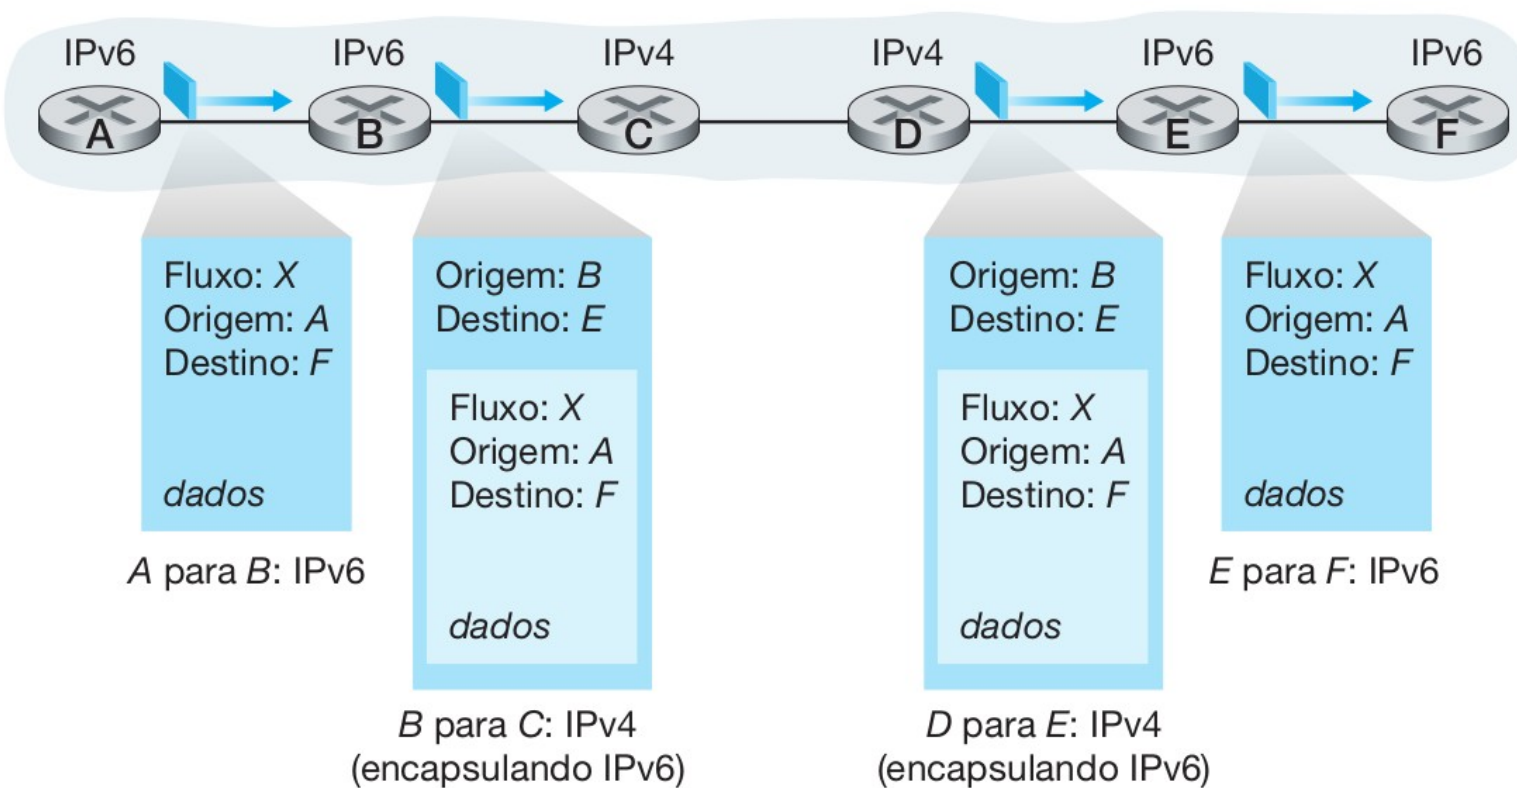 IPv6
IPv6
IPv4
IPv4
IPv6
IPv6
A
B
C
D
E
F
Fluxo: X
Origem: A
Destino: F
dados
A para B: IPv6
Origem: B
Destino: E
Fluxo: X
Origem: A
Destino: F
dados
B para C: IPv4
(encapsulando IPv6)
Origem: B
Destino: E
Fluxo: X
Origem: A
Destino: F
dados
D para E: IPv4
(encapsulando IPv6)
Fluxo: X
Origem: A
Destino: F
dados
E para F: IPv6